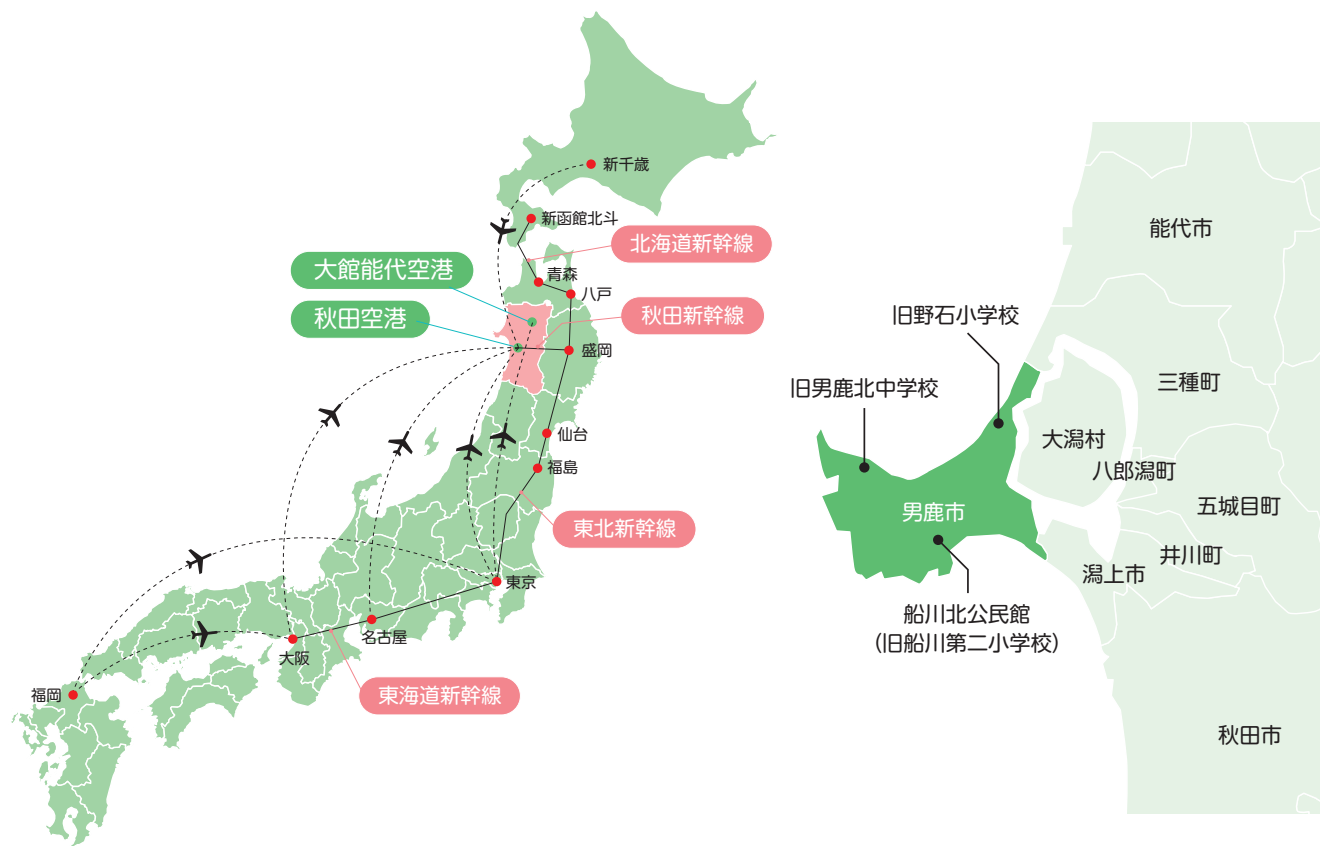 新千歳
新函館北斗
北海道新幹線
大館能代空港
青森
八戸
秋田空港
秋田新幹線
盛岡
仙台
福島
東北新幹線
東京
名古屋
大阪
東海道新幹線
福岡
能代市
旧野石小学校
三種町
旧男鹿北中学校
大潟村
八郎潟町
五城目町
男鹿市
井川町
潟上市
船川北公民館
(旧船川第二小学校)
秋田市